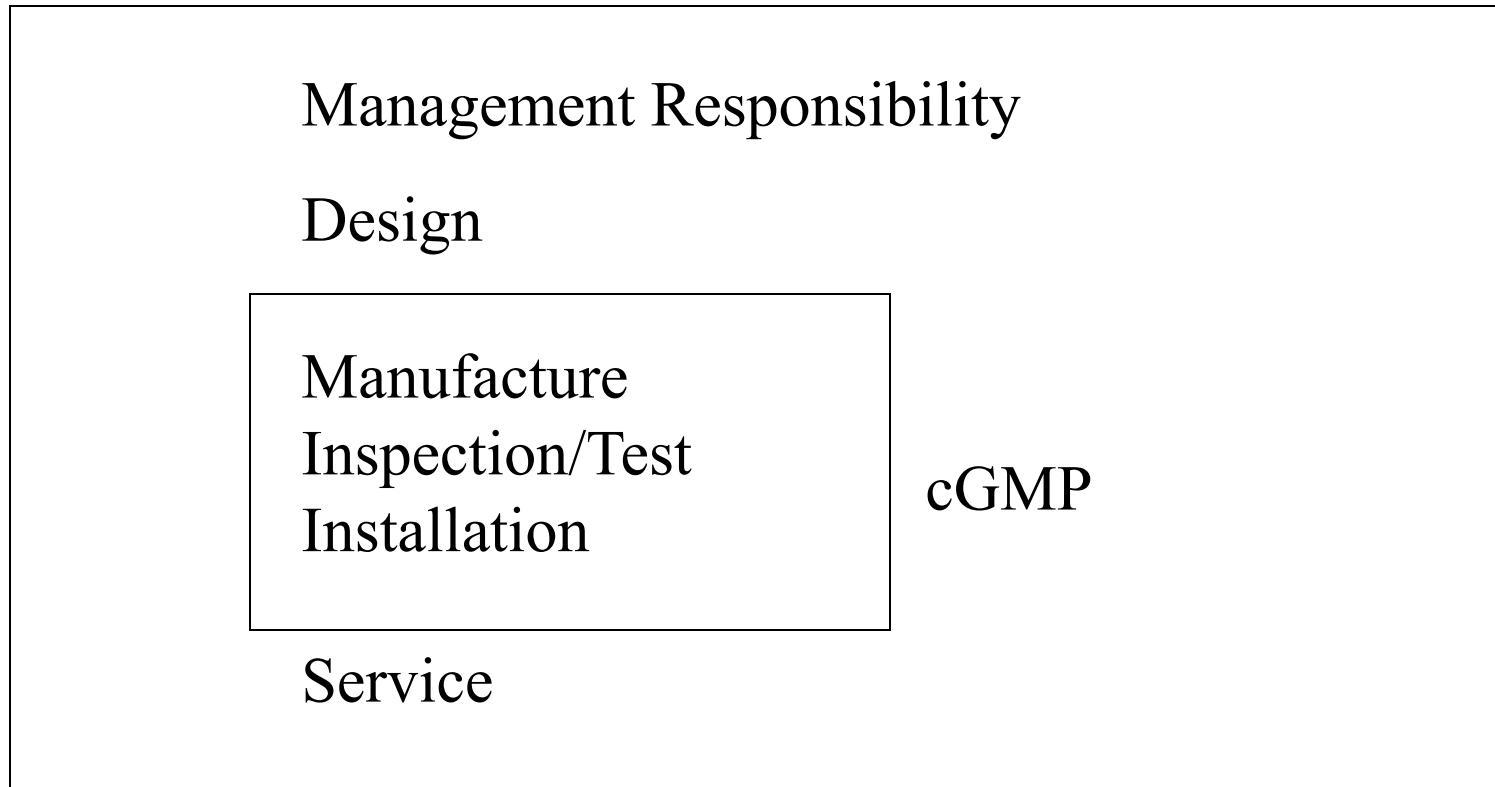 Management Responsibility
Design
Manufacture
Inspection/Test
Installation
cGMP
Service